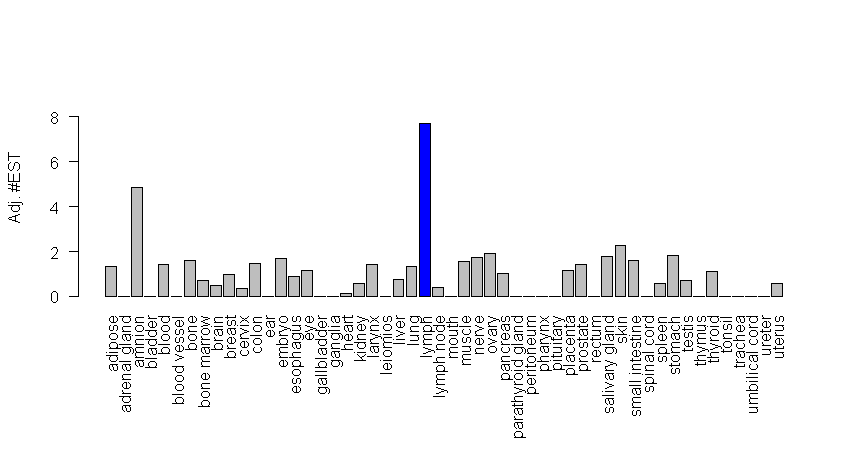 Adj. #EST
8
6
4
2
0
adipose
adrenal gland
amnion
bladder
blood
blood vessel
bone
bone marrow
brain
breast
cervix
colon
ear
embryo
esophagus
eye
gallbladder
ganglia
heart
kidney
larynx
leiomios
liver
lung
lymph
lymph node
mouth
muscle
nerve
ovary
pancreas
parathyroid gland
peritoneum
pharynx
pituitary
placenta
prostate
rectum
salivary gland
skin
small intestine
spinal cord
spleen
stomach
testis
thymus
thyroid
tonsil
trachea
umbilical cord
ureter
uterus